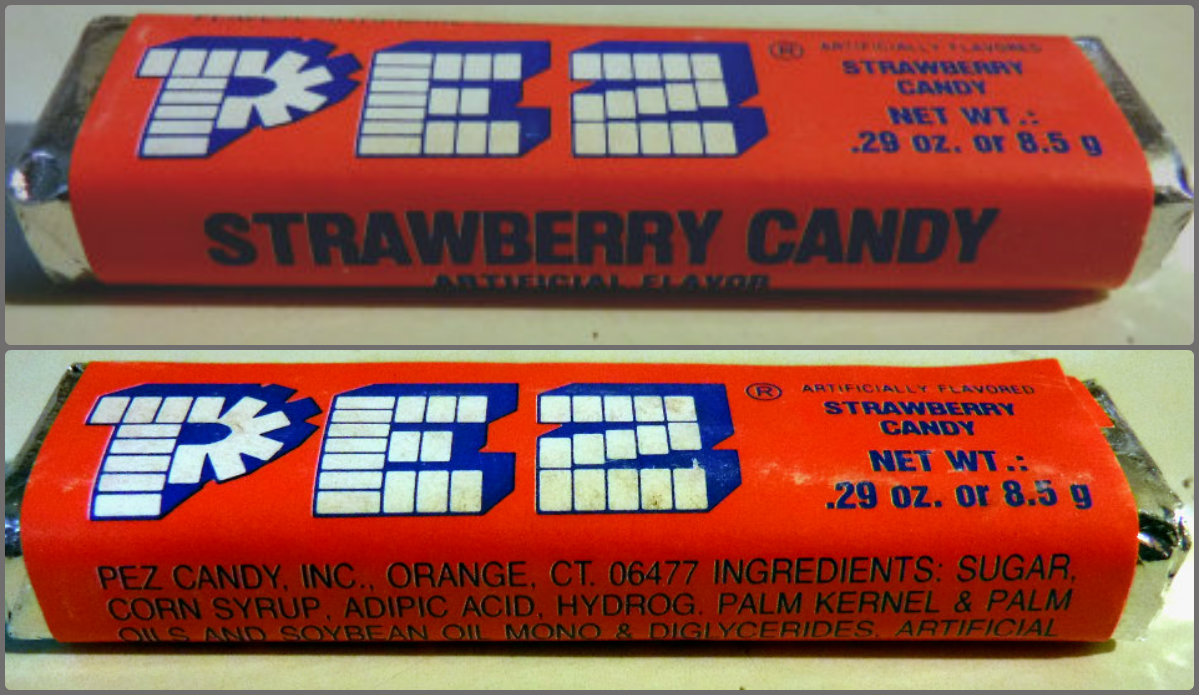 PEZ ® ARTIFICIALLY FLAVORED
STRAWBERRY
CANDY
NET WT.:
.29 oz. or 8.5 g
STRAWBERRY CANDY
ARTIFICIAL FLAVOR
PEZ ® ARTIFICIALLY FLAVORED
STRAWBERRY
CANDY
NET WT.:
.29 oz. or 8.5 g
PEZ CANDY, INC., ORANGE, CT. 06477 INGREDIENTS: SUGAR,
CORN SYRUP, ADIPIC ACID, HYDROG. PALM KERNEL & PALM
OILS AND SOYBEAN OIL MONO & DIGLYCERIDES, ARTIFICIAL